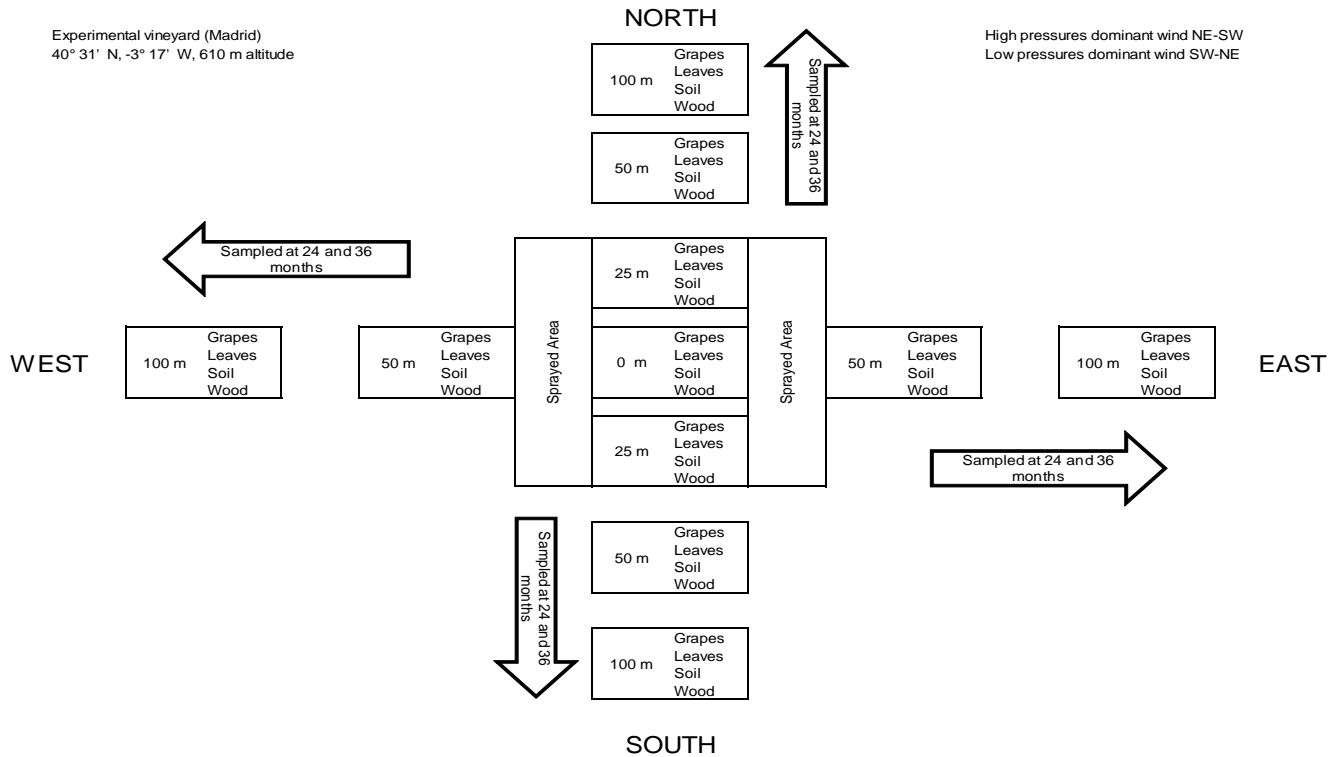 NORTH
Experimental vineyard (Madrid)
40° 31' N, -3° 17' W, 610 m altitude
High pressures dominant wind NE-SW
Low pressures dominant wind SW-NE
100 m
Grapes
Leaves
Soil
Wood
Sampled at 24 and 36
months
50 m
Grapes
Leaves
Soil
Wood
Sampled at 24 and 36
months
Sprayed Area
25 m
Grapes
Leaves
Soil
Wood
Sprayed Area
WEST
100 m
Grapes
Leaves
Soil
Wood
50 m
Grapes
Leaves
Soil
Wood
0 m
Grapes
Leaves
Soil
Wood
50 m
Grapes
Leaves
Soil
Wood
100 m
Grapes
Leaves
Soil
Wood
EAST
25 m
Grapes
Leaves
Soil
Wood
Sampled at 24 and 36
months
Sampled at 24 and 36
months
50 m
Grapes
Leaves
Soil
Wood
100 m
Grapes
Leaves
Soil
Wood
SOUTH